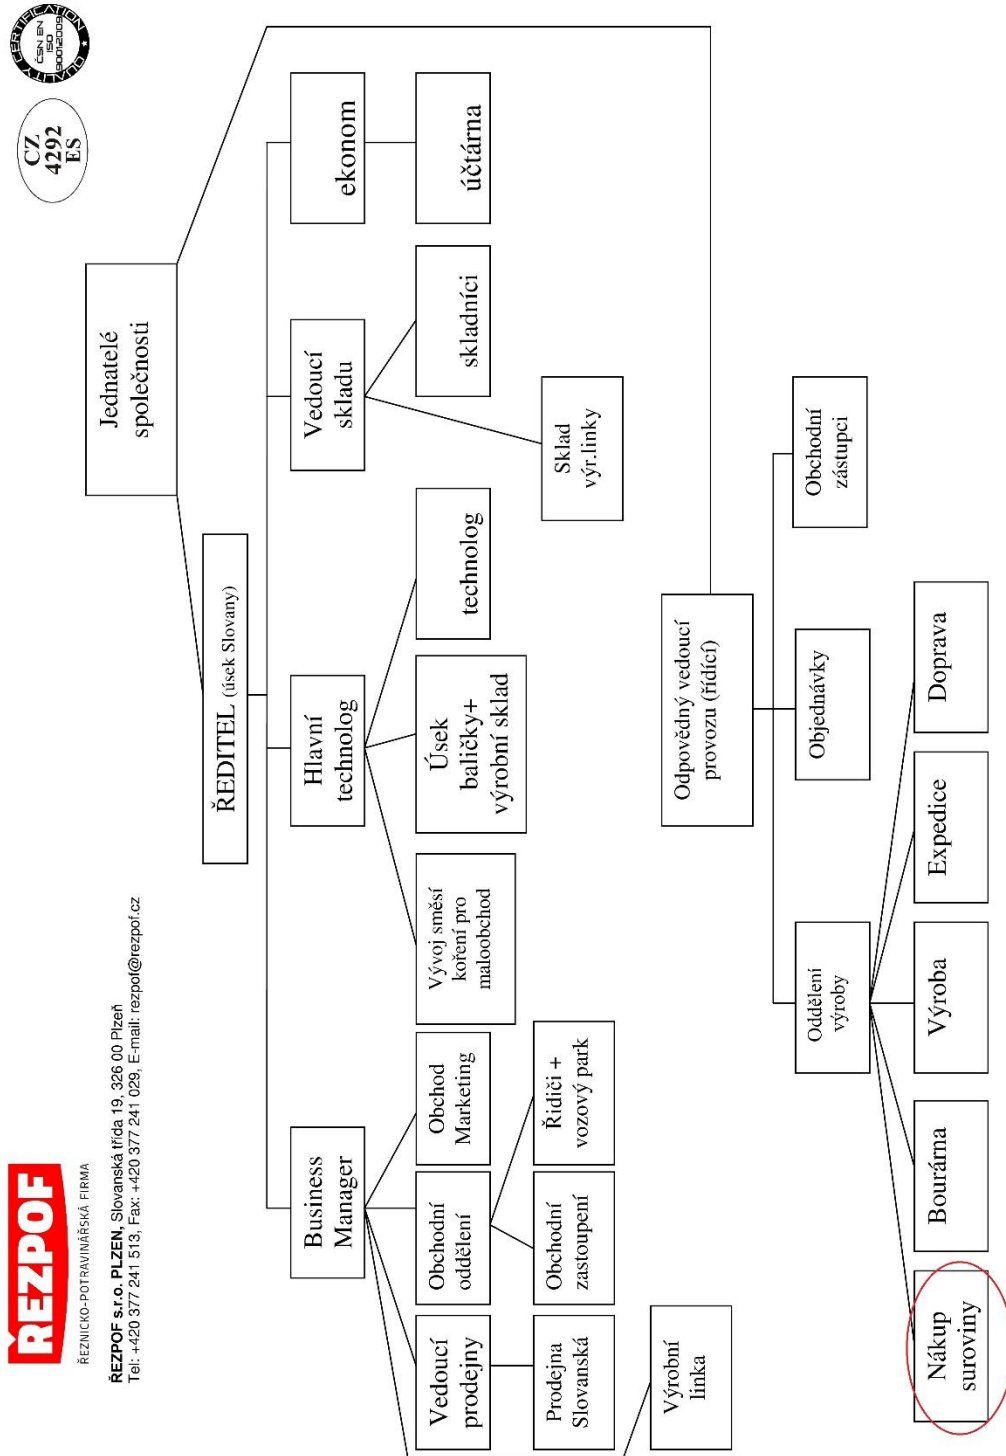 ŘEZPOF
ŘEZNICKO-POTRAVINÁŘSKÁ FIRMA
ŘEZPOF s.r.o. PLZEN, Slovanská třída 19, 326 00 Plzeň
Tel: +420 377 241 513, Fax: +420 377 241 029, E-mail: rezpof@rezpof.cz
CZ
4292
ES
QUALITY CERTIFICATION
ČSN EN
ISO
9001:2009
Jednatelé
společnosti
ŘEDITEL (úsek Slovany)
Business
Manager
Hlavní
technolog
Vedoucí
skladu
ekonom
Vedoucí
prodejny
Obchodní
oddělení
Obchod
Marketing
Vývoj směsí
koření pro
maloobchod
Úsek
baličky+
výrobní sklad
technolog
skladníci
účtárna
Prodejna
Slovanská
Obchodní
zastoupení
Řidiči +
vozový park
Sklad
výr.linky
Výrobní
linka
Odpovědný vedoucí
provozu (řídící)
Oddělení
výroby
Objednávky
Obchodní
zástupci
Nákup
suroviny
Bourárna
Výroba
Expedice
Doprava